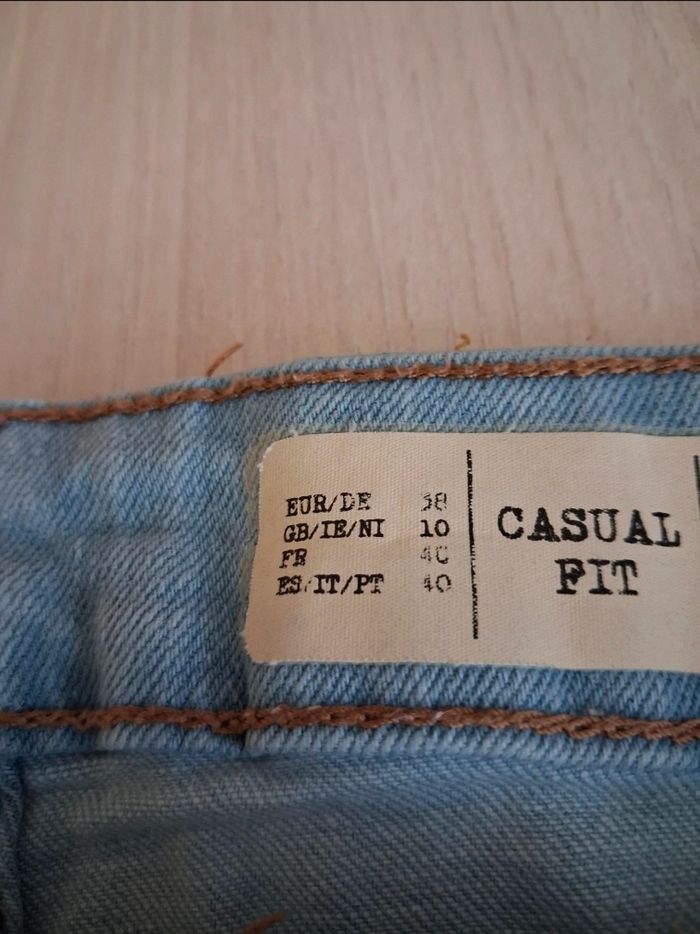 EUR/DE 38
GB/IE/NI 10
FR 40
ES/IT/PT 40
CASUAL
FIT